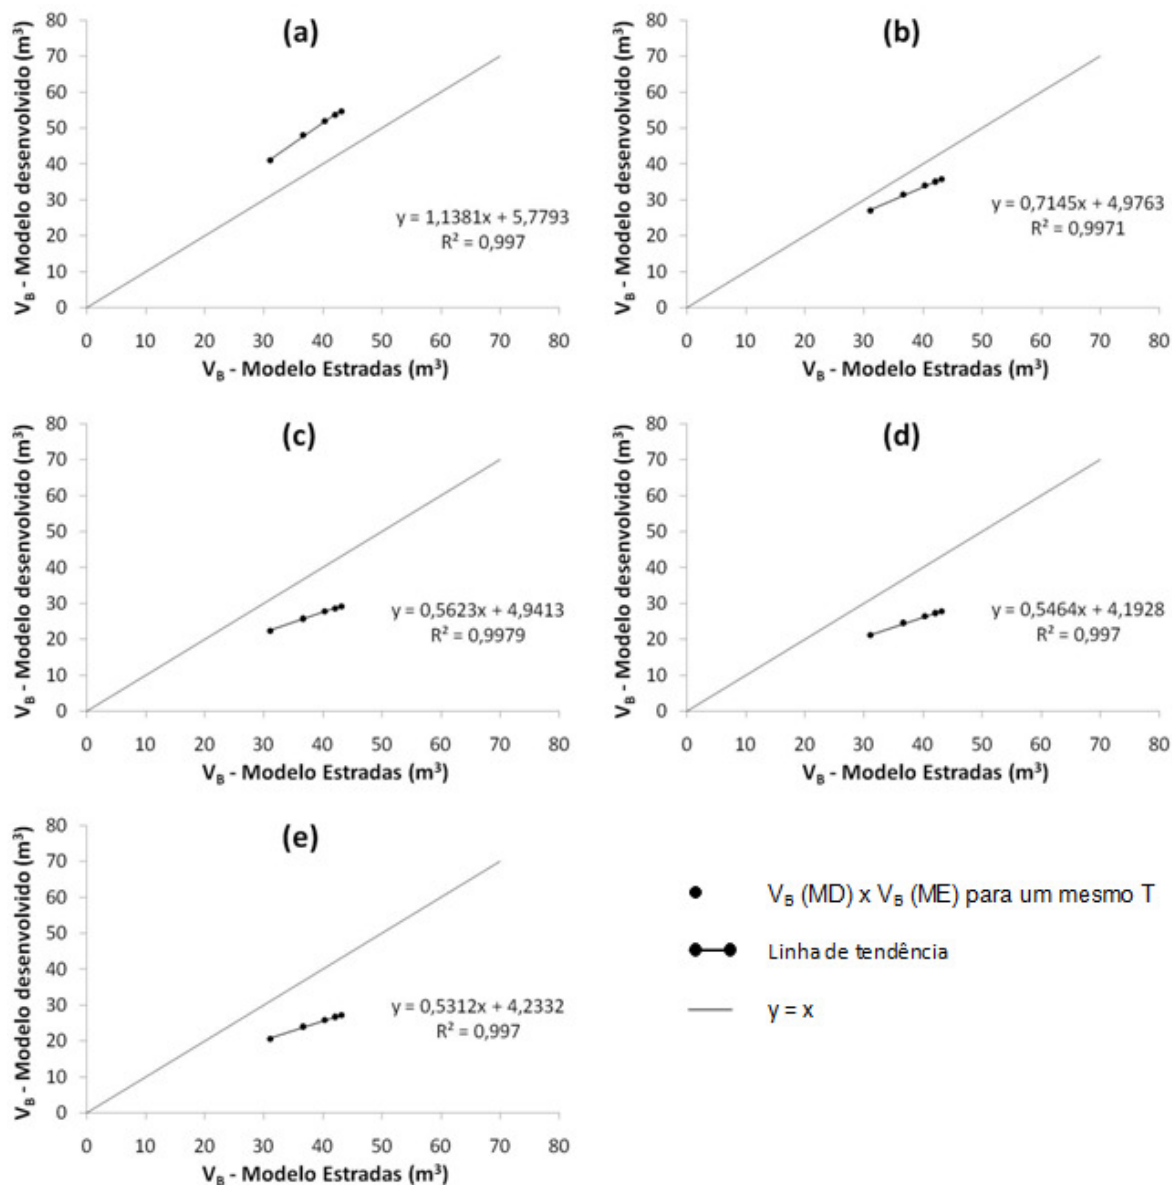 (a)
V_B - Modelo desenvolvido (m³)
80
70
60
50
40
30
20
10
0
y = 1,1381x + 5,7793
R² = 0,997
0 10 20 30 40 50 60 70 80
V_B - Modelo Estradas (m³)
(b)
V_B - Modelo desenvolvido (m³)
80
70
60
50
40
30
20
10
0
y = 0,7145x + 4,9763
R² = 0,9971
0 10 20 30 40 50 60 70 80
V_B - Modelo Estradas (m³)
(c)
V_B - Modelo desenvolvido (m³)
80
70
60
50
40
30
20
10
0
y = 0,5623x + 4,9413
R² = 0,9979
0 10 20 30 40 50 60 70 80
V_B - Modelo Estradas (m³)
(d)
V_B - Modelo desenvolvido (m³)
80
70
60
50
40
30
20
10
0
y = 0,5464x + 4,1928
R² = 0,997
0 10 20 30 40 50 60 70 80
V_B - Modelo Estradas (m³)
(e)
V_B - Modelo desenvolvido (m³)
80
70
60
50
40
30
20
10
0
y = 0,5312x + 4,2332
R² = 0,997
0 10 20 30 40 50 60 70 80
V_B - Modelo Estradas (m³)
V_B (MD) x V_B (ME) para um mesmo T
Linha de tendência
y = x